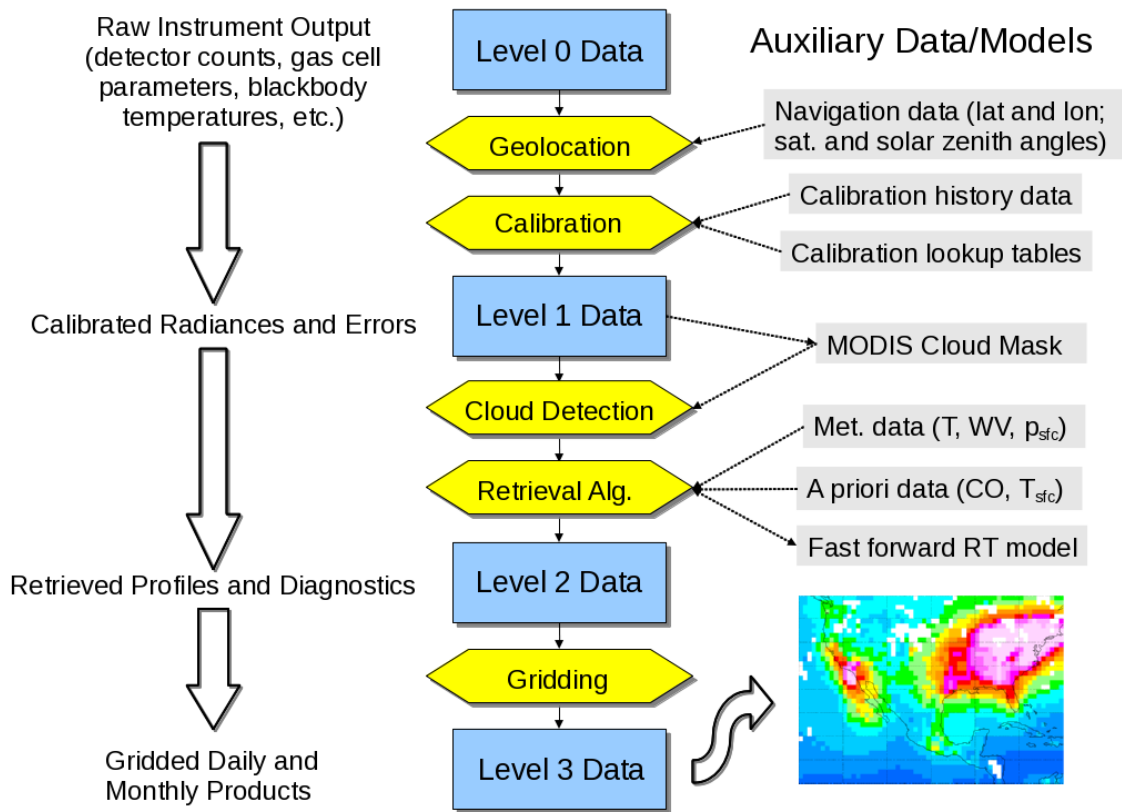 Raw Instrument Output
(detector counts, gas cell
parameters, blackbody
temperatures, etc.)
Calibrated Radiances and Errors
Retrieved Profiles and Diagnostics
Gridded Daily and
Monthly Products
Level 0 Data
Geolocation
Calibration
Level 1 Data
Cloud Detection
Retrieval Alg.
Level 2 Data
Gridding
Level 3 Data
Auxiliary Data/Models
Navigation data (lat and lon;
sat. and solar zenith angles)
Calibration history data
Calibration lookup tables
MODIS Cloud Mask
Met. data (T, WV, psfc)
A priori data (CO, Tsfc)
Fast forward RT model